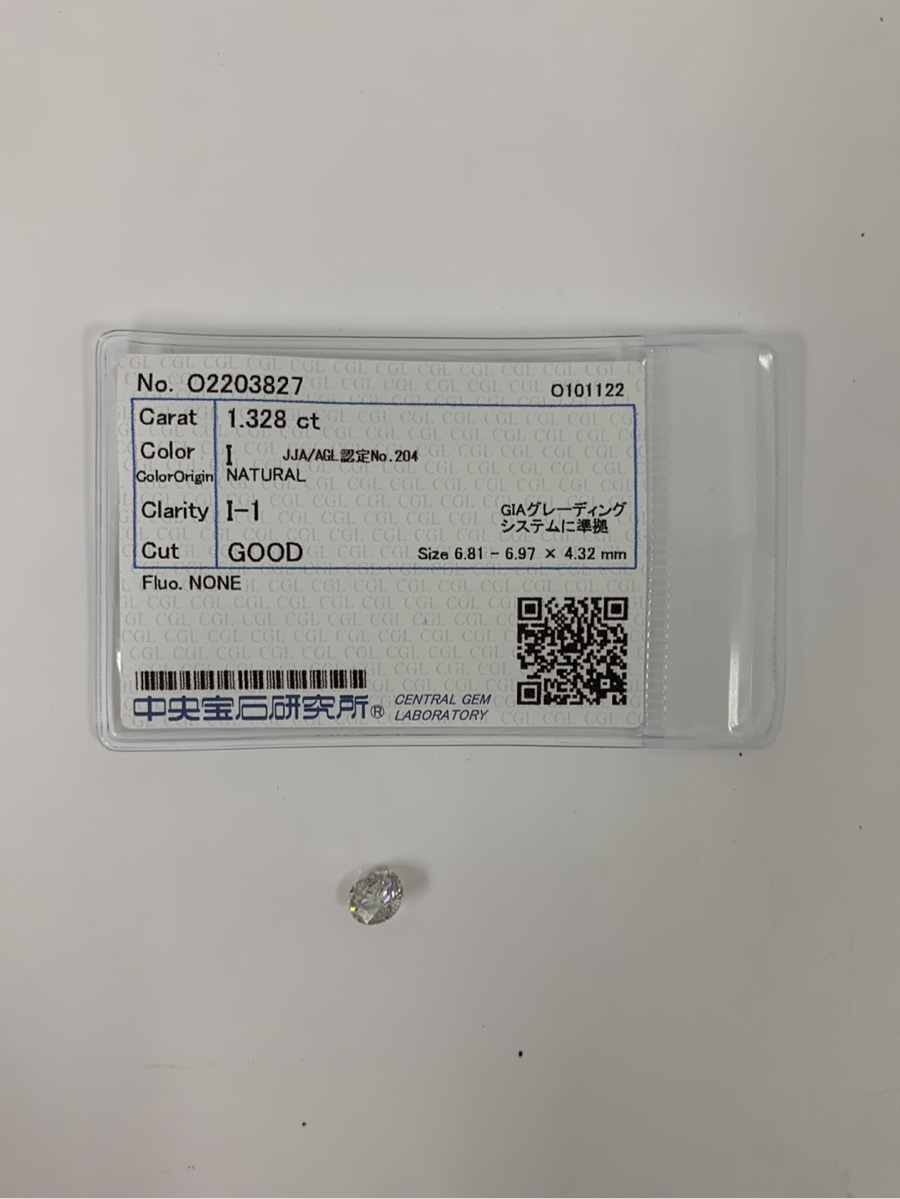 No. O2203827 O101122
Carat 1.328 ct
Color I JJA/AGL認定No.204
ColorOrigin NATURAL
Clarity I-1 GIAグレーディング
システムに準拠
Cut GOOD Size 6.81 - 6.97 × 4.32 mm
Fluo. NONE
中央宝石研究所® CENTRAL GEM
LABORATORY